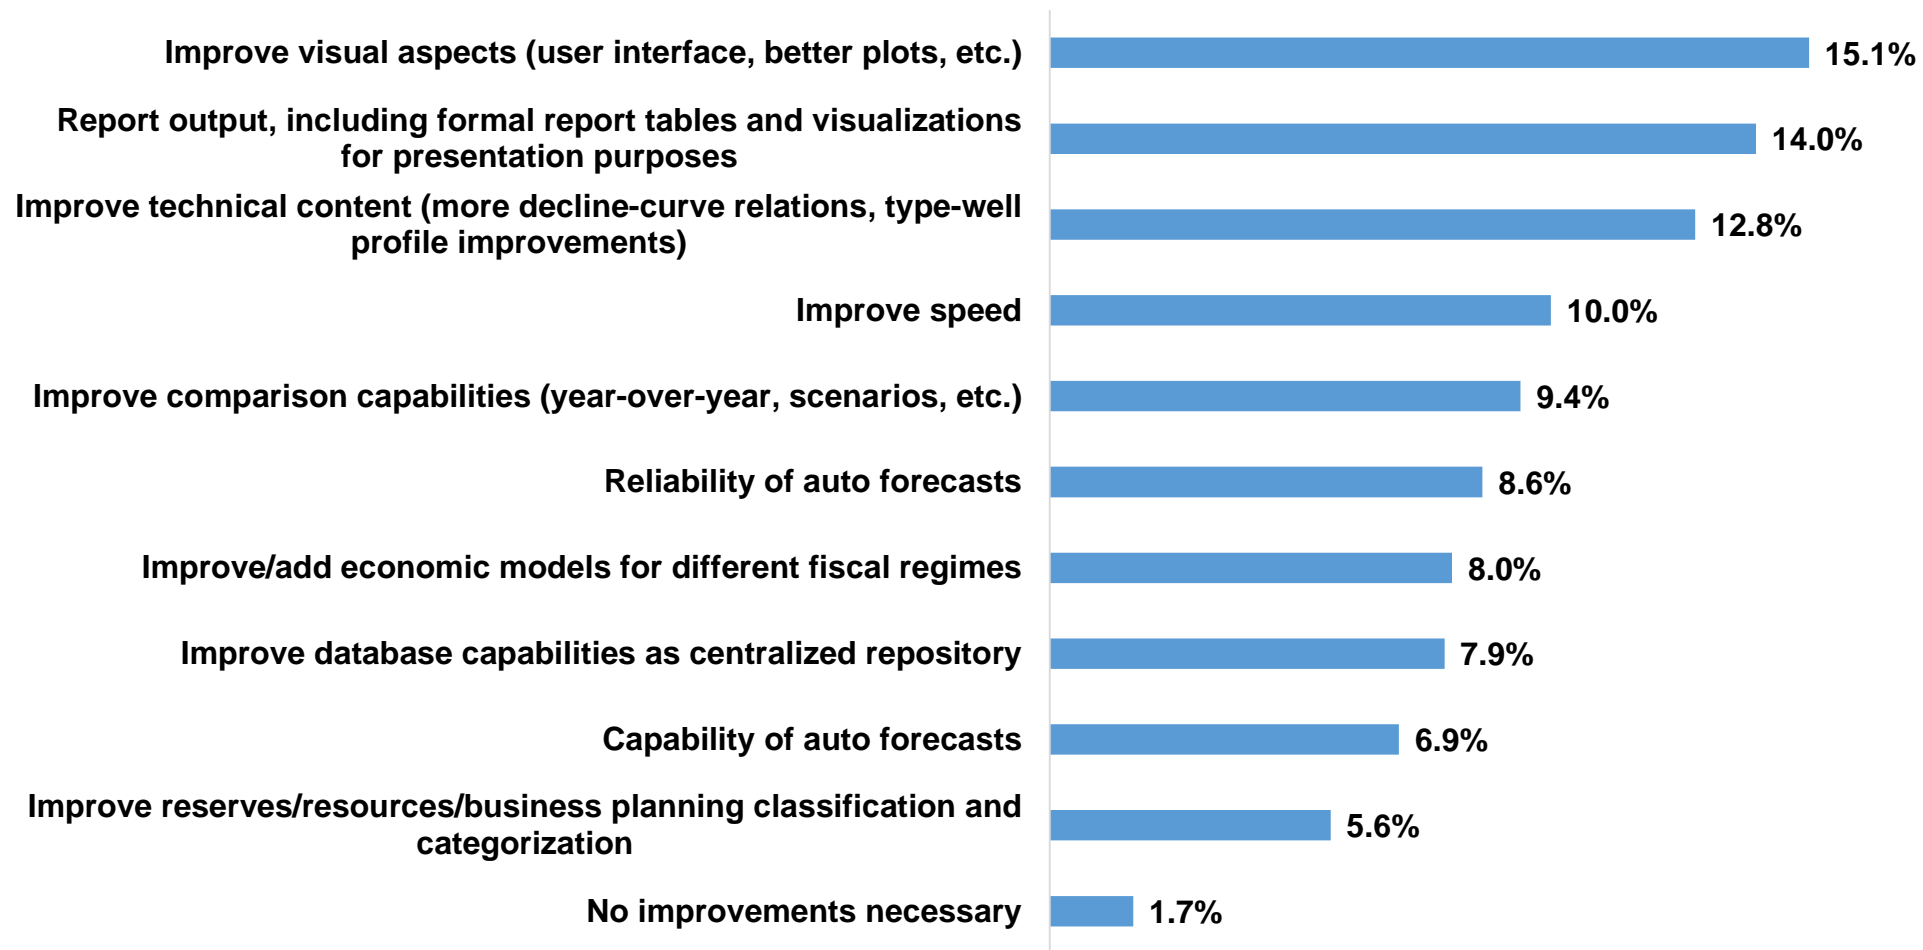 Improve visual aspects (user interface, better plots, etc.) 15.1%
Report output, including formal report tables and visualizations
for presentation purposes 14.0%
Improve technical content (more decline-curve relations, type-well
profile improvements) 12.8%
Improve speed 10.0%
Improve comparison capabilities (year-over-year, scenarios, etc.) 9.4%
Reliability of auto forecasts 8.6%
Improve/add economic models for different fiscal regimes 8.0%
Improve database capabilities as centralized repository 7.9%
Capability of auto forecasts 6.9%
Improve reserves/resources/business planning classification and
categorization 5.6%
No improvements necessary 1.7%